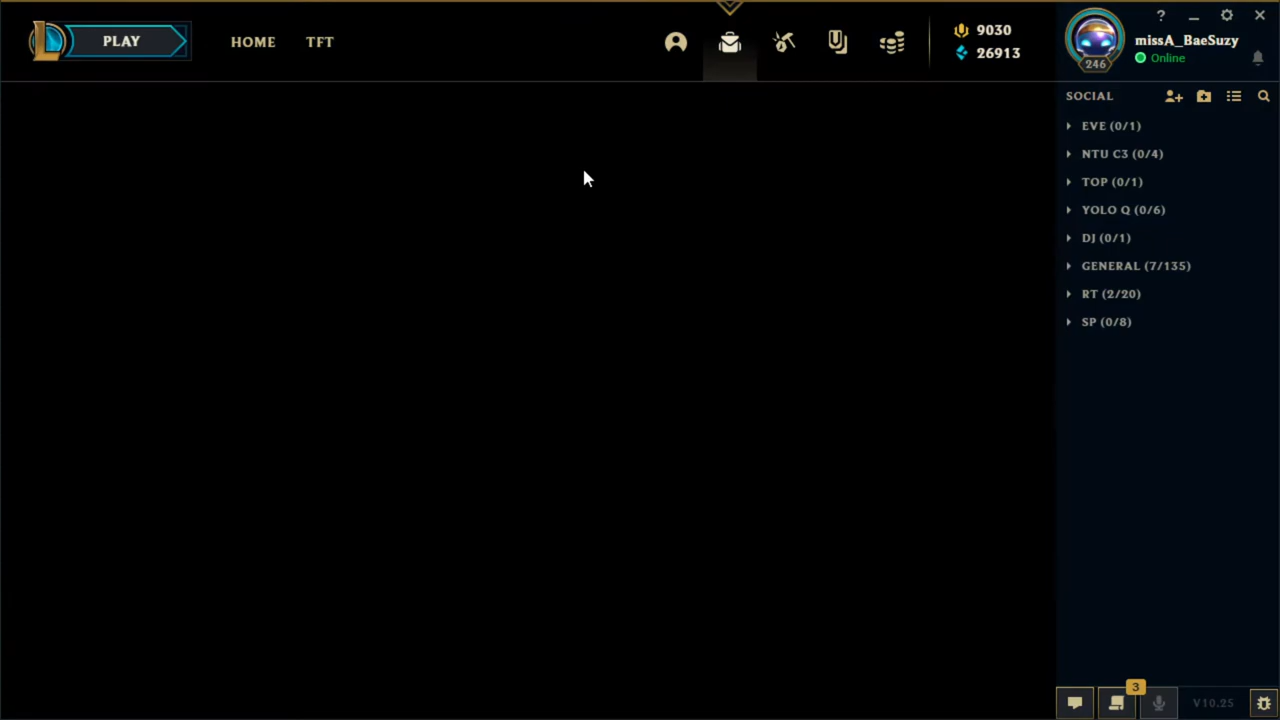 PLAY
HOME
TFT
9030
26913
246
?
missA_BaeSuzy
Online
SOCIAL
EVE (0/1)
NTU C3 (0/4)
TOP (0/1)
YOLO Q (0/6)
DJ (0/1)
GENERAL (7/135)
RT (2/20)
SP (0/8)
3
V10.25